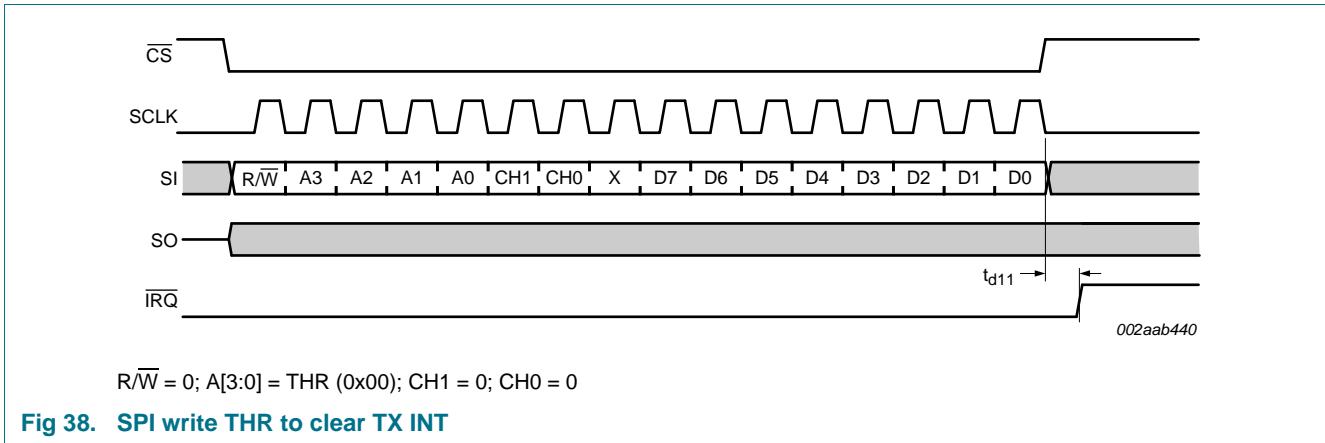 CS
SCLK
SI R/W A3 A2 A1 A0 CH1 CH0 X D7 D6 D5 D4 D3 D2 D1 D0
SO
td11
IRQ
002aab440
R/W = 0; A[3:0] = THR (0x00); CH1 = 0; CH0 = 0
Fig 38. SPI write THR to clear TX INT